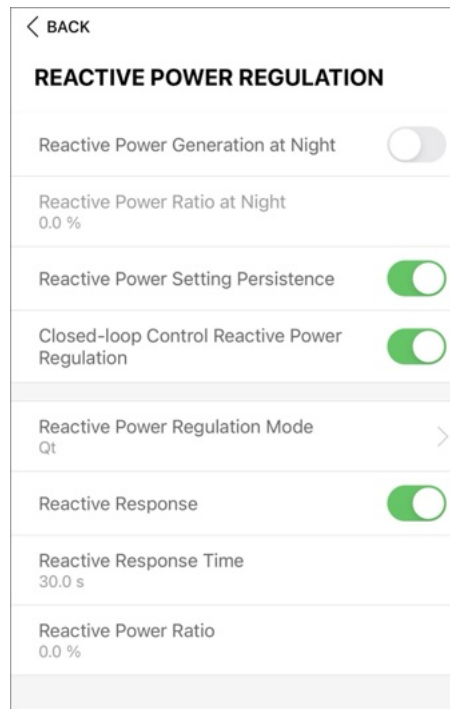 BACK
REACTIVE POWER REGULATION
Reactive Power Generation at Night
Reactive Power Ratio at Night
0.0 %
Reactive Power Setting Persistence
Closed-loop Control Reactive Power
Regulation
Reactive Power Regulation Mode
Qt
Reactive Response
Reactive Response Time
30.0 s
Reactive Power Ratio
0.0 %